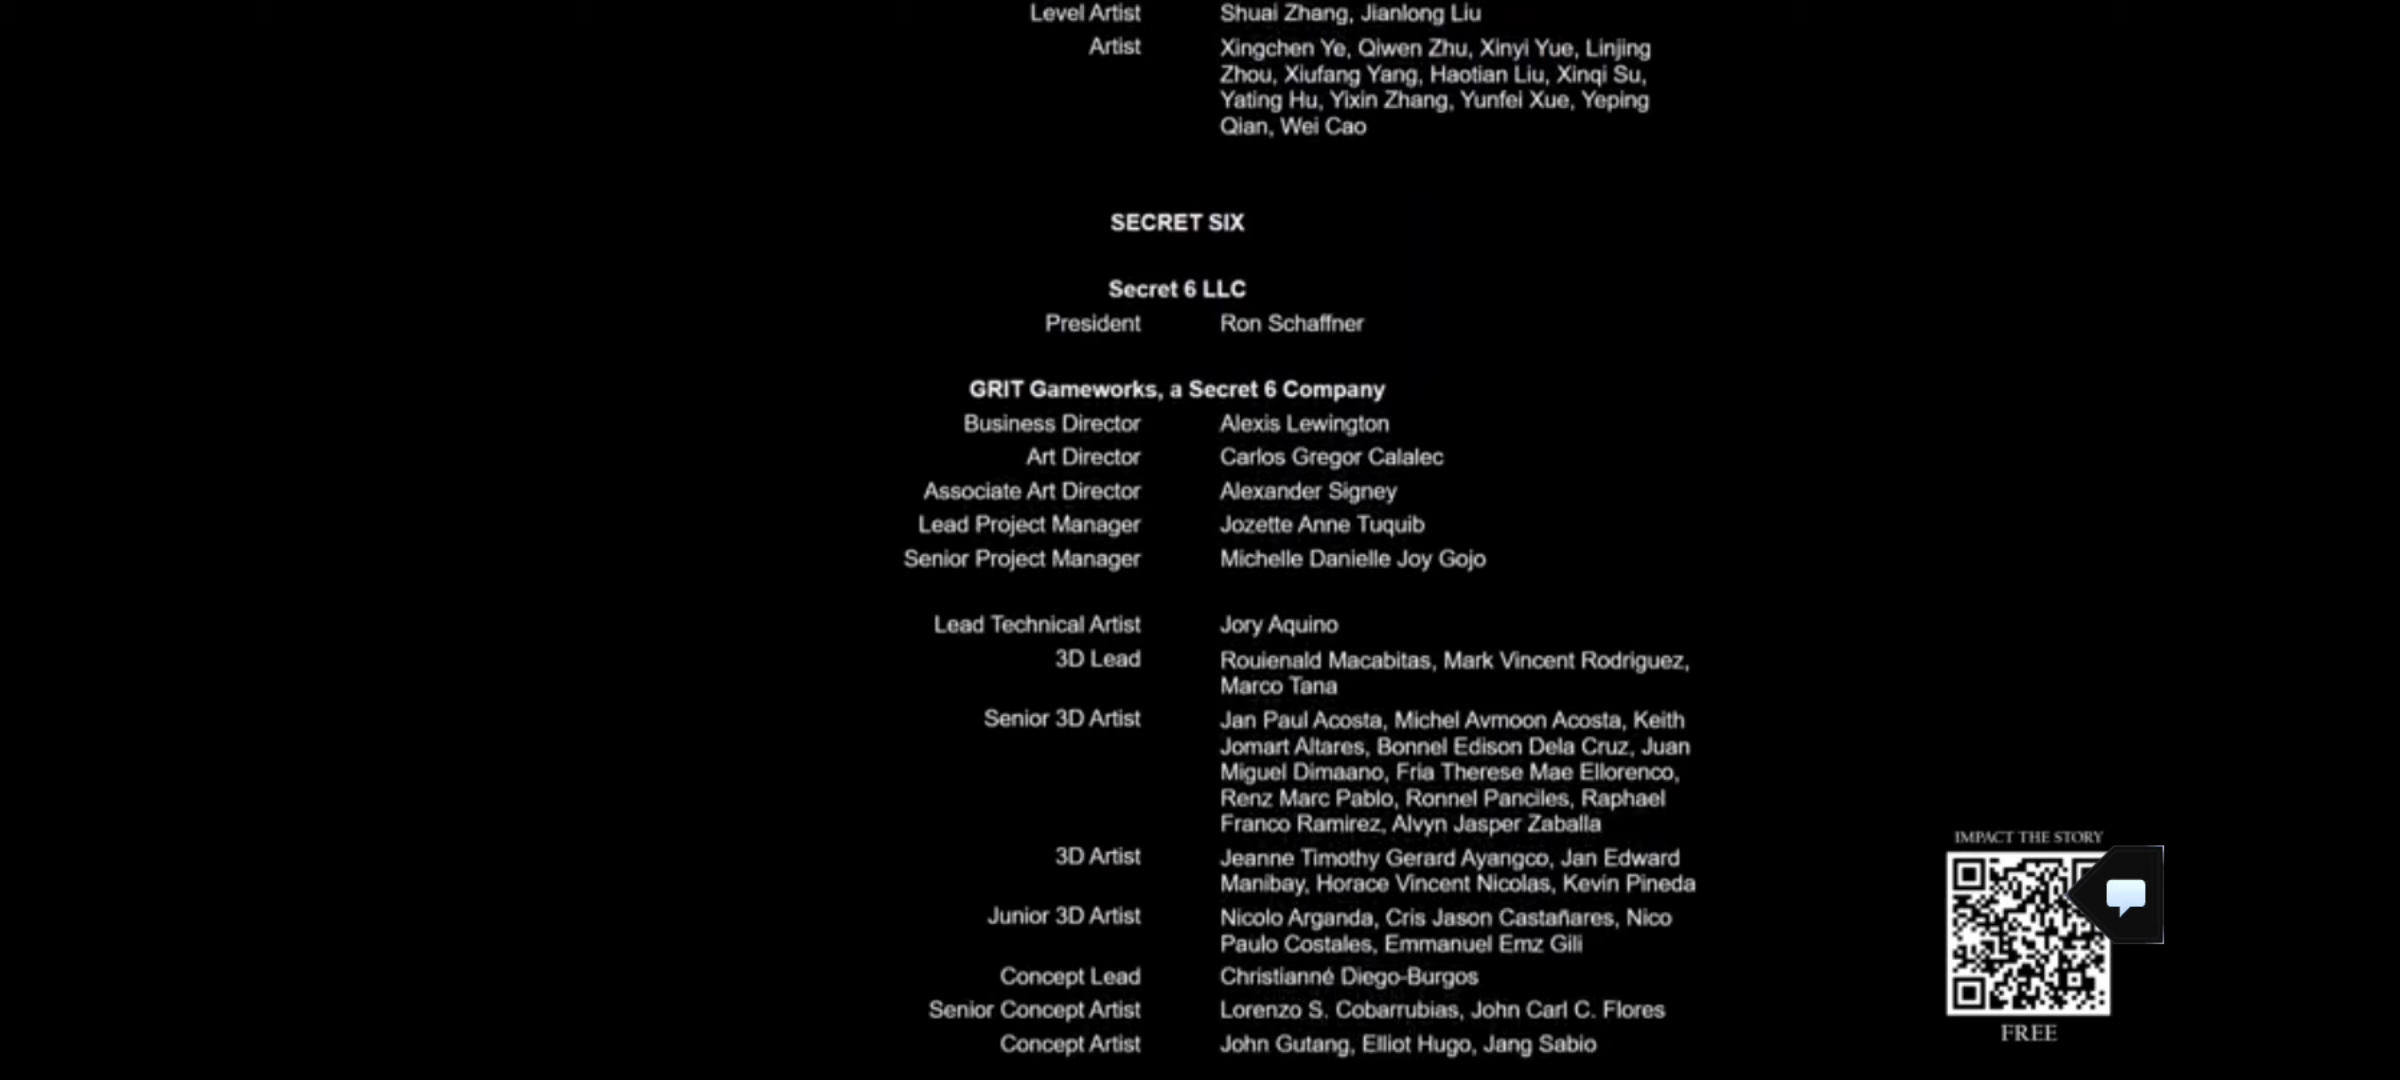 Level Artist Shuai Zhang, Jianlong Liu
Artist Xingchen Ye, Qiwen Zhu, Xinyi Yue, Linjing
Zhou, Xiufang Yang, Haotian Liu, Xinqi Su,
Yating Hu, Yixin Zhang, Yunfei Xue, Yeping
Qian, Wei Cao
SECRET SIX
Secret 6 LLC
President Ron Schaffner
GRIT Gameworks, a Secret 6 Company
Business Director Alexis Lewington
Art Director Carlos Gregor Calalec
Associate Art Director Alexander Signey
Lead Project Manager Jozette Anne Tuquib
Senior Project Manager Michelle Danielle Joy Gojo
Lead Technical Artist Jory Aquino
3D Lead Rouienald Macabitas, Mark Vincent Rodriguez,
Marco Tana
Senior 3D Artist Jan Paul Acosta, Michel Avmoon Acosta, Keith
Jomart Altares, Bonnel Edison Dela Cruz, Juan
Miguel Dimaano, Fria Therese Mae Ellorenco,
Renz Marc Pablo, Ronnel Panciles, Raphael
Franco Ramirez, Alvyn Jasper Zaballa
3D Artist Jeanne Timothy Gerard Ayangco, Jan Edward
Manibay, Horace Vincent Nicolas, Kevin Pineda
Junior 3D Artist Nicolo Arganda, Cris Jason Castañares, Nico
Paulo Costales, Emmanuel Emz Gili
Concept Lead Christianné Diego-Burgos
Senior Concept Artist Lorenzo S. Cobarrubias, John Carl C. Flores
Concept Artist John Gutang, Elliot Hugo, Jang Sabio
IMPACT THE STORY
FREE